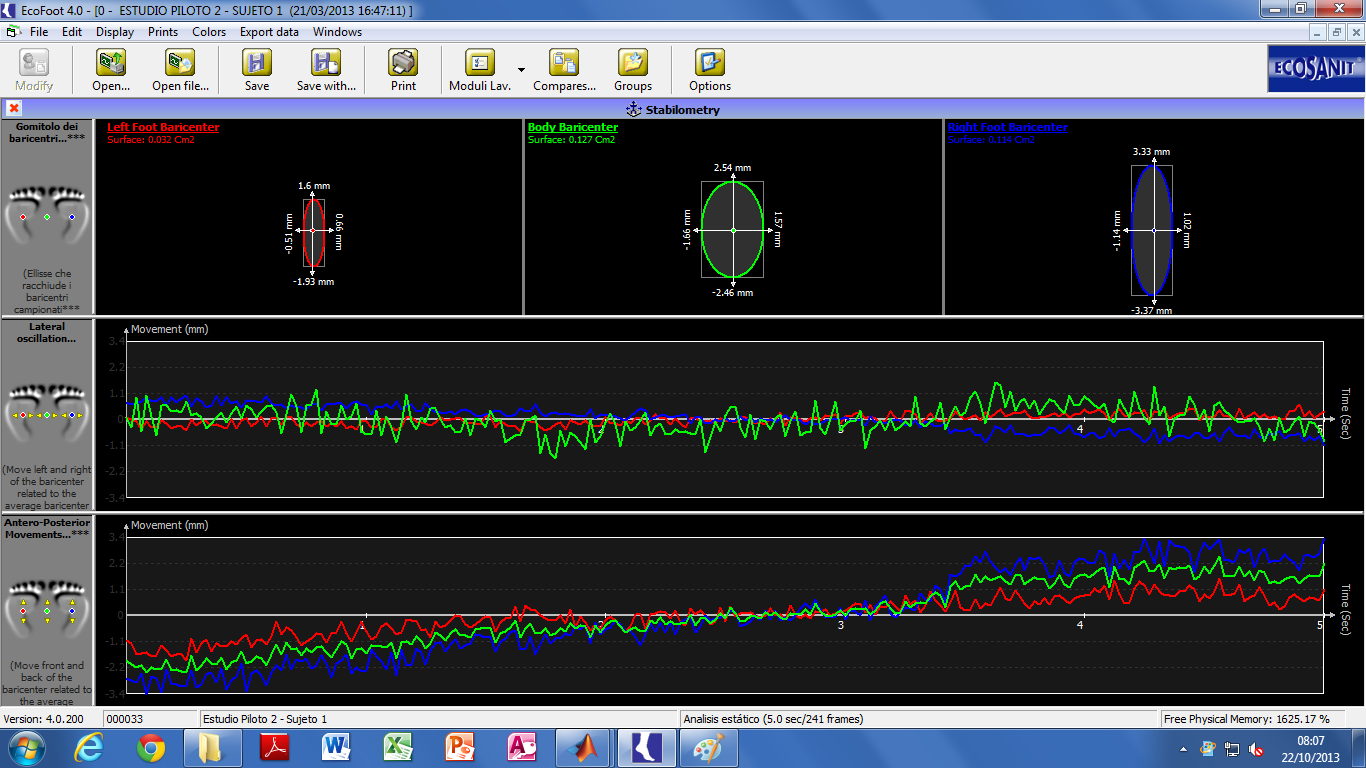 EcoFoot 4.0 - [0 -  ESTUDIO PILOTO 2 - SUJETO 1  (21/03/2013 16:47:11) ]
File Edit Display Prints Colors Export data Windows
Modify Open... Open file... Save Save with... Print Moduli Lav. Compares... Groups Options
ECOSANIT
Stabilometry
Gomitolo dei
baricentri...***
(Ellisse che
racchiude i
baricentri
campionati***
Left Foot Baricenter
Surface: 0.032 Cm2
1.6 mm
-0.51 mm
0.66 mm
-1.93 mm
Body Baricenter
Surface: 0.127 Cm2
2.54 mm
-1.66 mm
1.57 mm
-2.46 mm
Right Foot Baricenter
Surface: 0.114 Cm2
3.33 mm
-1.14 mm
1.02 mm
-3.37 mm
Lateral
oscillation...
(Move left and right
of the baricenter
related to the
average baricenter
Movement (mm)
3.4
2.2
1.1
0
-1.1
-2.2
-3.4
1 2 3 4 5
Time (Sec)
Antero-Posterior
Movements...***
(Move front and
back of the
baricenter related to
the average
Movement (mm)
3.4
2.2
1.1
0
-1.1
-2.2
-3.4
1 2 3 4 5
Time (Sec)
Version: 4.0.200 000033 Estudio Piloto 2 - Sujeto 1 Analisis estático (5.0 sec/241 frames) Free Physical Memory: 1625.17 %
08:07
22/10/2013